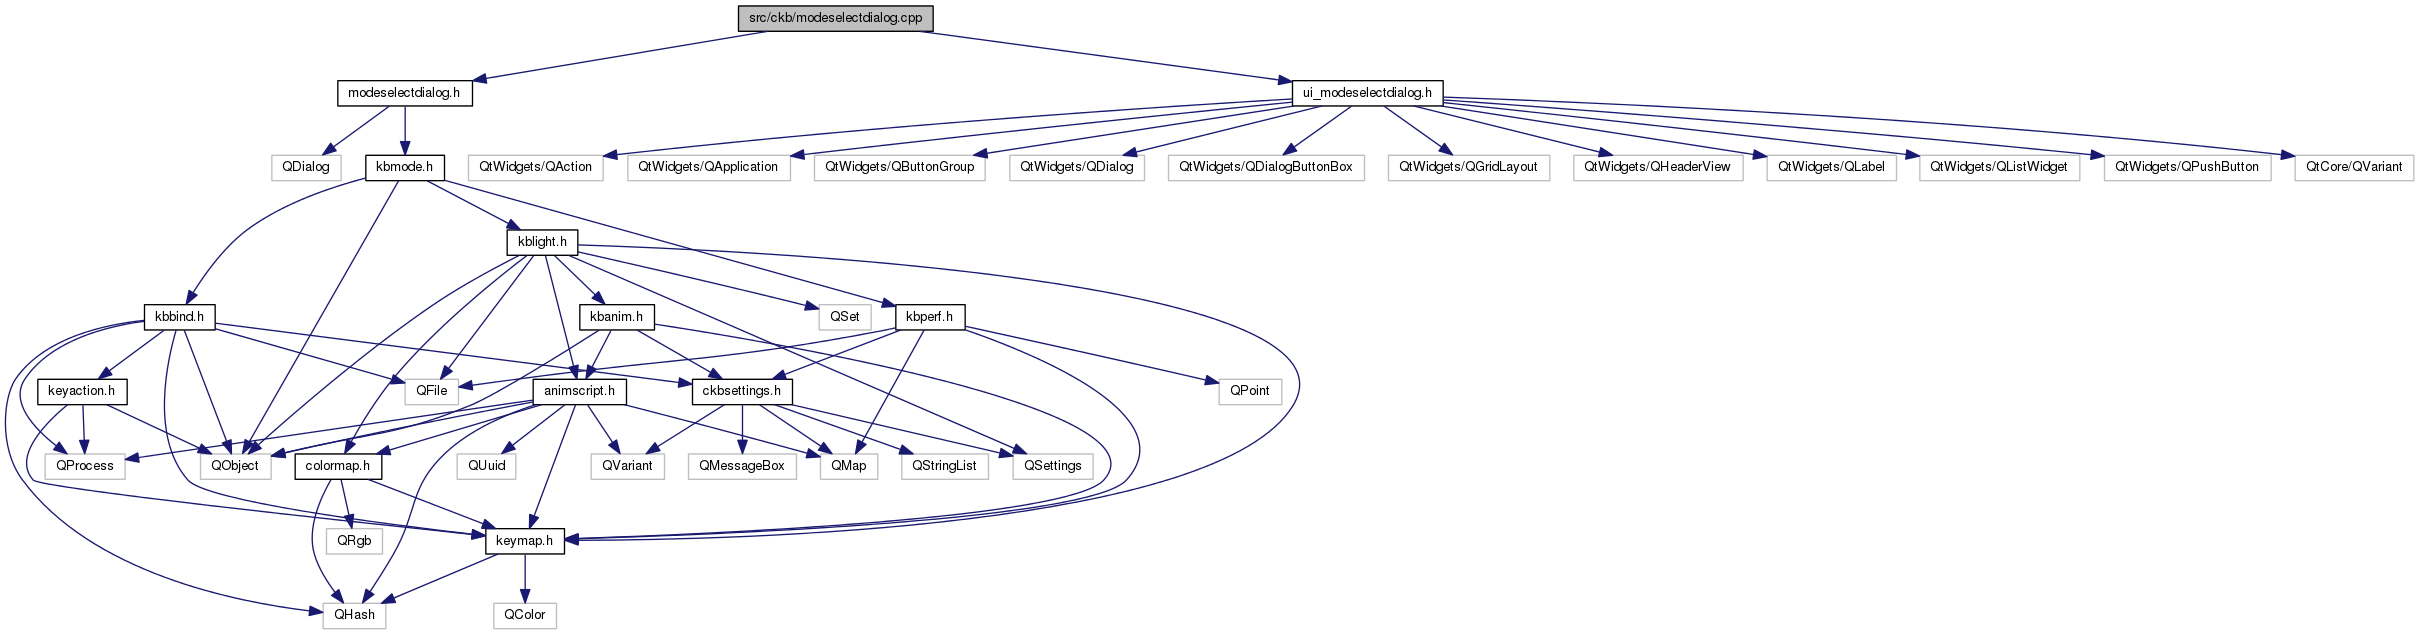 src/ckb/modeselectdialog.cpp
modeselectdialog.h
ui_modeselectdialog.h
QDialog
kbmode.h
QtWidgets/QAction
QtWidgets/QApplication
QtWidgets/QButtonGroup
QtWidgets/QDialog
QtWidgets/QDialogButtonBox
QtWidgets/QGridLayout
QtWidgets/QHeaderView
QtWidgets/QLabel
QtWidgets/QListWidget
QtWidgets/QPushButton
QtCore/QVariant
kblight.h
kbbind.h
kbanim.h
QSet
kbperf.h
keyaction.h
QFile
animscript.h
ckbsettings.h
QPoint
QProcess
QObject
colormap.h
QUuid
QVariant
QMessageBox
QMap
QStringList
QSettings
QRgb
keymap.h
QHash
QColor